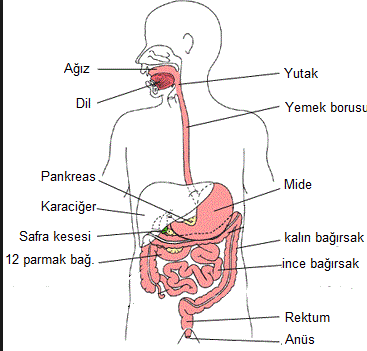 Ağız
Yutak
Dil
Yemek borusu
Pankreas
Mide
Karaciğer
Safra kesesi
kalın bağırsak
12 parmak bağ.
ince bağırsak
Rektum
Anüs